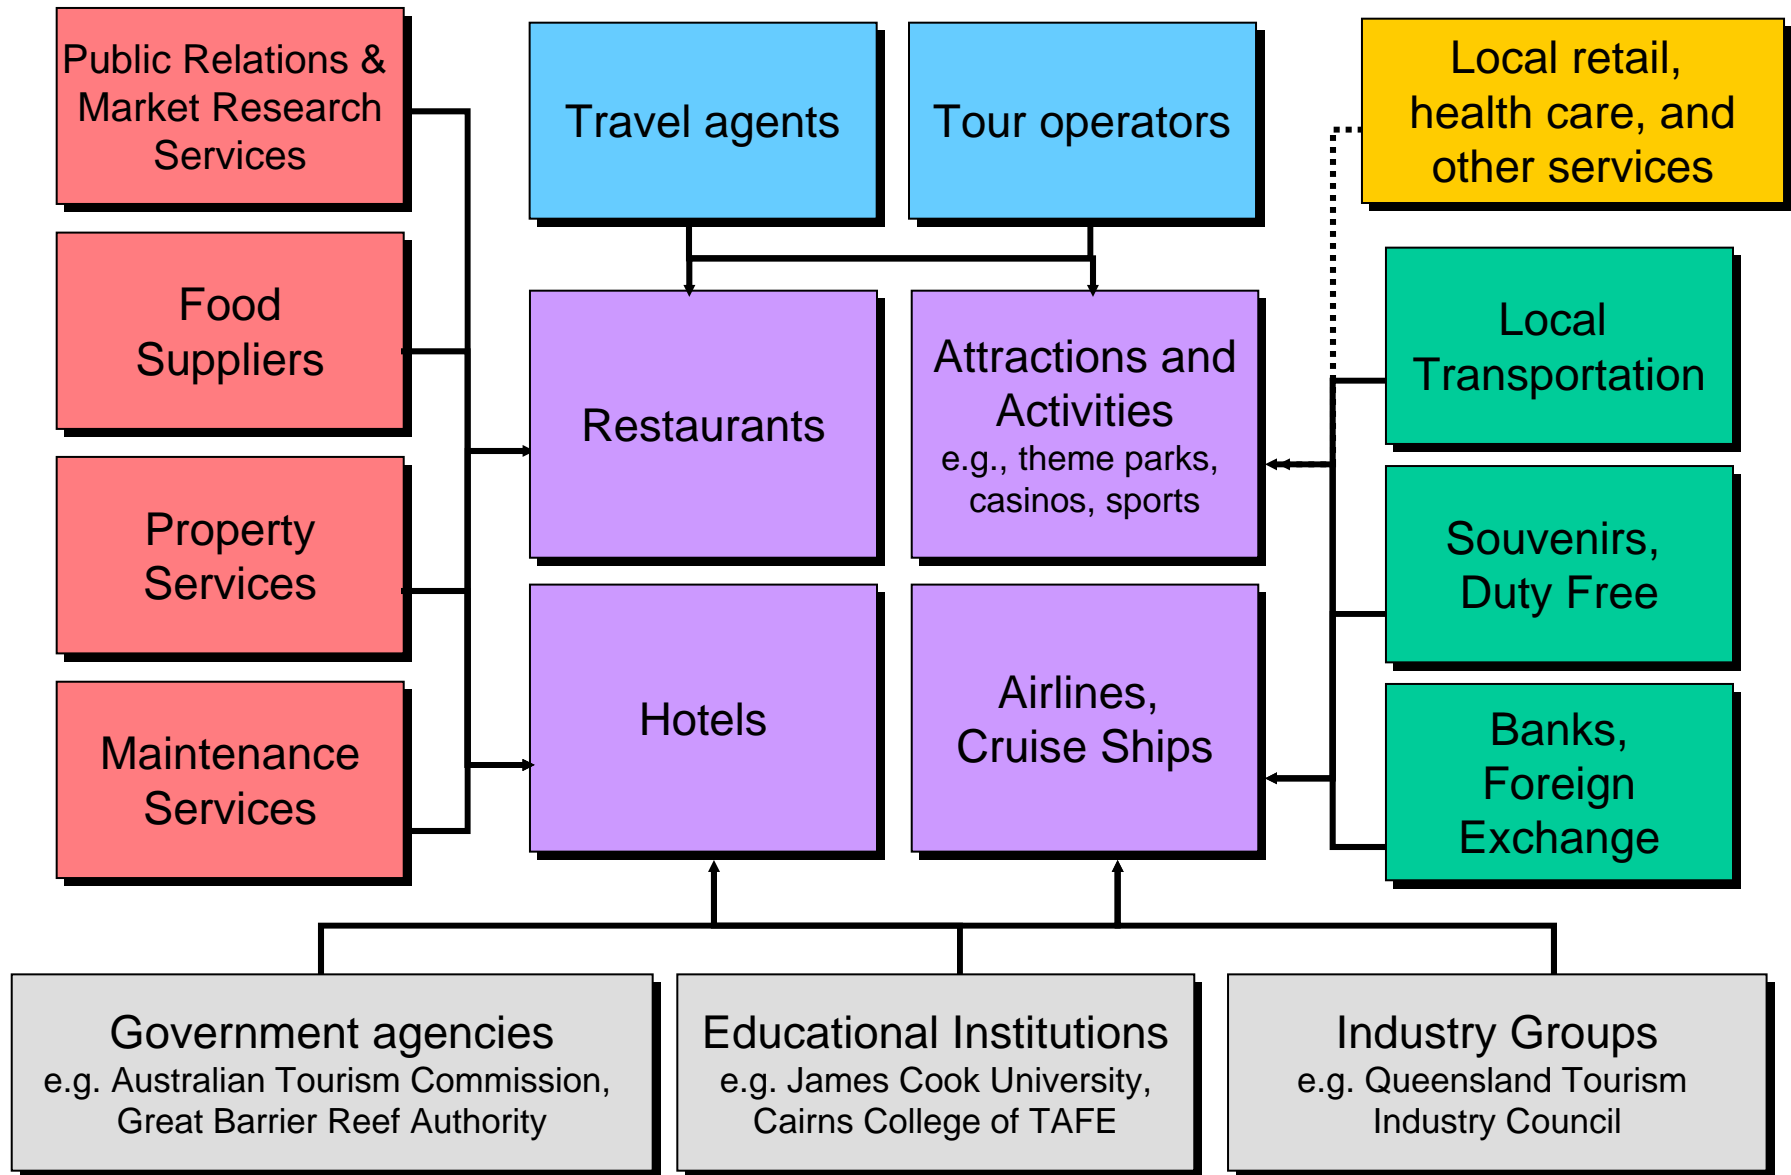 Public Relations &
Market Research
Services
Travel agents
Tour operators
Local retail,
health care, and
other services
Food
Suppliers
Restaurants
Attractions and
Activities
e.g., theme parks,
casinos, sports
Local
Transportation
Property
Services
Souvenirs,
Duty Free
Maintenance
Services
Hotels
Airlines,
Cruise Ships
Banks,
Foreign
Exchange
Government agencies
e.g. Australian Tourism Commission,
Great Barrier Reef Authority
Educational Institutions
e.g. James Cook University,
Cairns College of TAFE
Industry Groups
e.g. Queensland Tourism
Industry Council